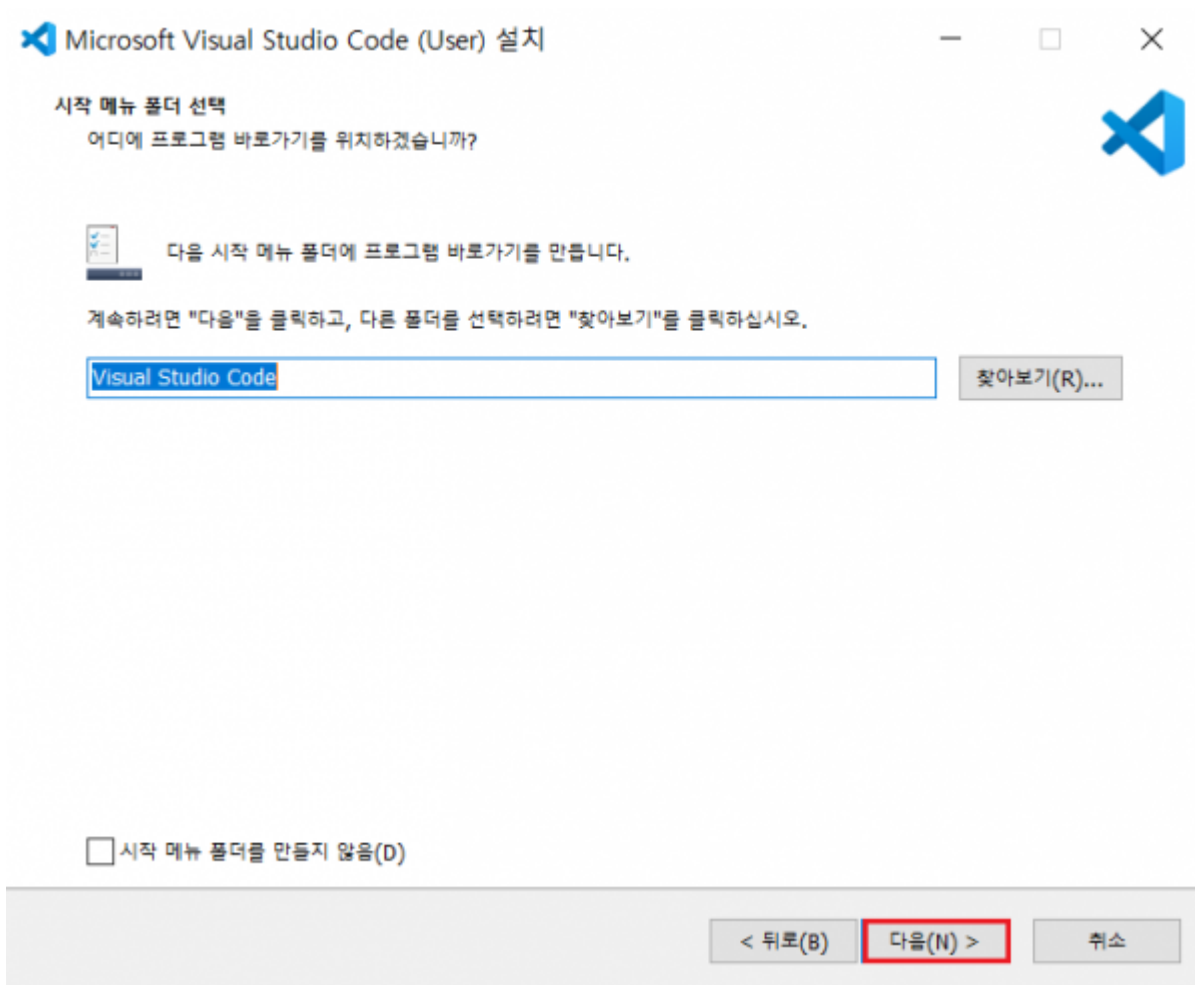 Microsoft Visual Studio Code (User) 설치
시작 메뉴 폴더 선택
어디에 프로그램 바로가기를 위치하겠습니까?
다음 시작 메뉴 폴더에 프로그램 바로가기를 만듭니다.
계속하려면 "다음"을 클릭하고, 다른 폴더를 선택하려면 "찾아보기"를 클릭하십시오.
Visual Studio Code
찾아보기(R)...
시작 메뉴 폴더를 만들지 않음(D)
< 뒤로(B)
다음(N) >
취소